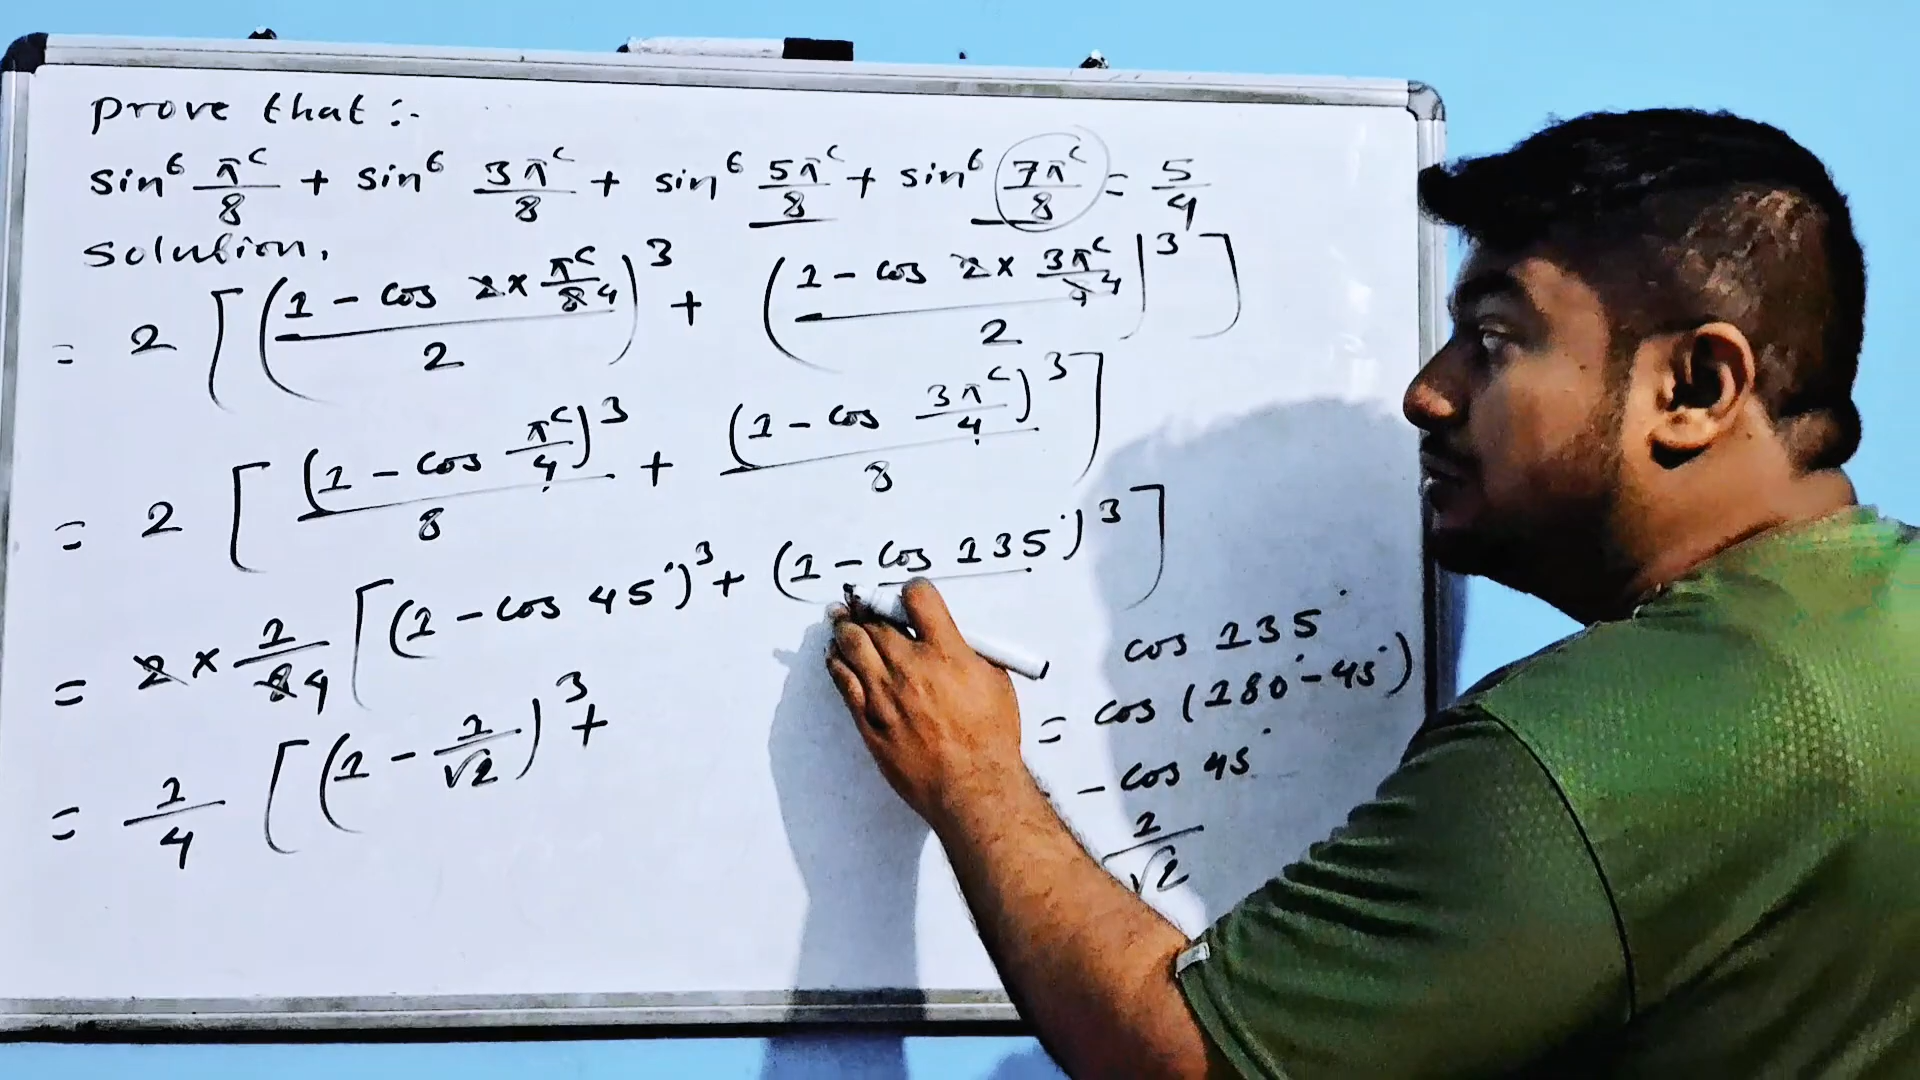 prove that :-
sin⁶ π^c/8 + sin⁶ 3π^c/8 + sin⁶ 5π^c/8 + sin⁶ 7π^c/8 = 5/4
solution,
= 2 [((1 - cos 2 × π^c/8 4)/2)³ + ((1 - cos 2 × 3π^c/8 4)/2)³]
= 2 [(1 - cos π^c/4)³/8 + (1 - cos 3π^c/4)³/8]
= 2 × 1/8 4 [(1 - cos 45°)³ + (1 - cos 135°)³]
= 1/4 [(1 - 1/√2)³ +
cos 135°
= cos (180° - 45°)
- cos 45°
1/√2